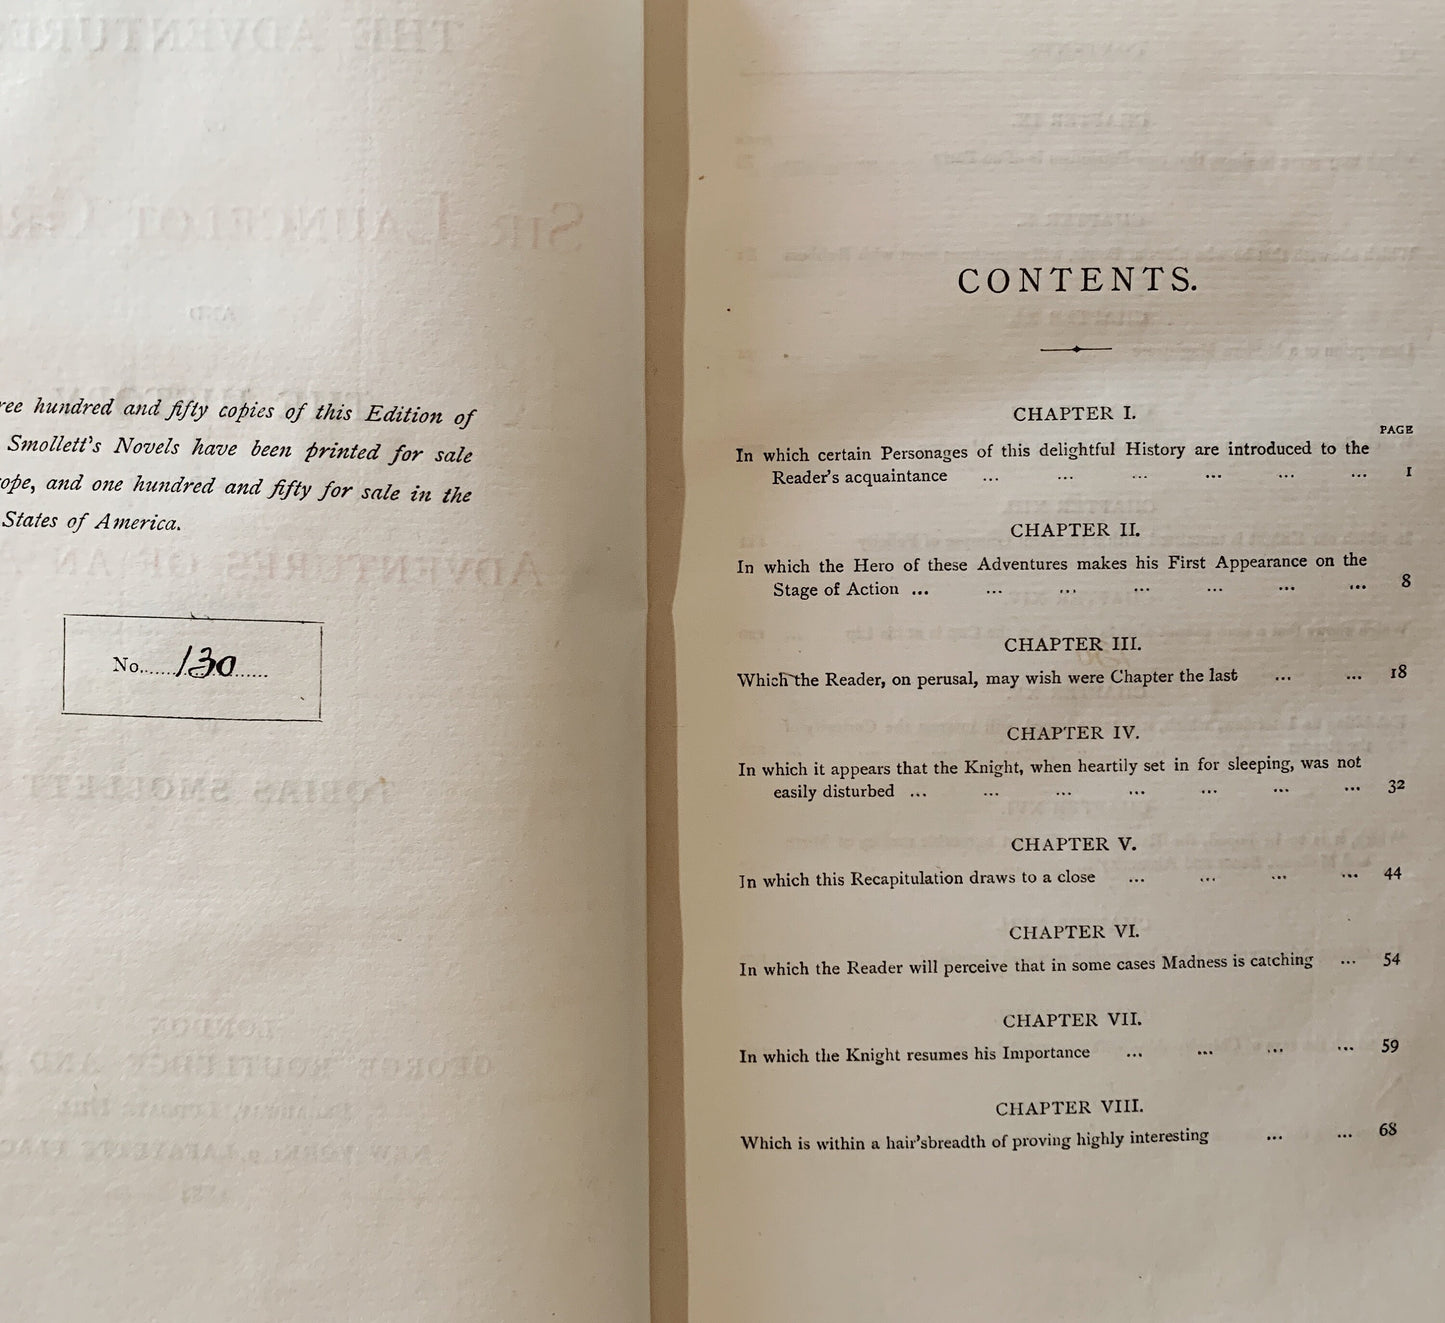 hundred and fifty copies of this Edition of
Smollett's Novels have been printed for sale
and one hundred and fifty for sale in the
States of America.
No. 130
CONTENTS.
CHAPTER I.
PAGE
In which certain Personages of this delightful History are introduced to the
Reader's acquaintance ... ... ... ... ... ... 1
CHAPTER II.
In which the Hero of these Adventures makes his First Appearance on the
Stage of Action ... ... ... ... ... ... ... 8
CHAPTER III.
Which the Reader, on perusal, may wish were Chapter the last ... ... 18
CHAPTER IV.
In which it appears that the Knight, when heartily set in for sleeping, was not
easily disturbed ... ... ... ... ... ... ... 32
CHAPTER V.
In which this Recapitulation draws to a close ... ... ... ... 44
CHAPTER VI.
In which the Reader will perceive that in some cases Madness is catching ... 54
CHAPTER VII.
In which the Knight resumes his Importance ... ... ... ... 59
CHAPTER VIII.
Which is within a hair'sbreadth of proving highly interesting ... ... 68